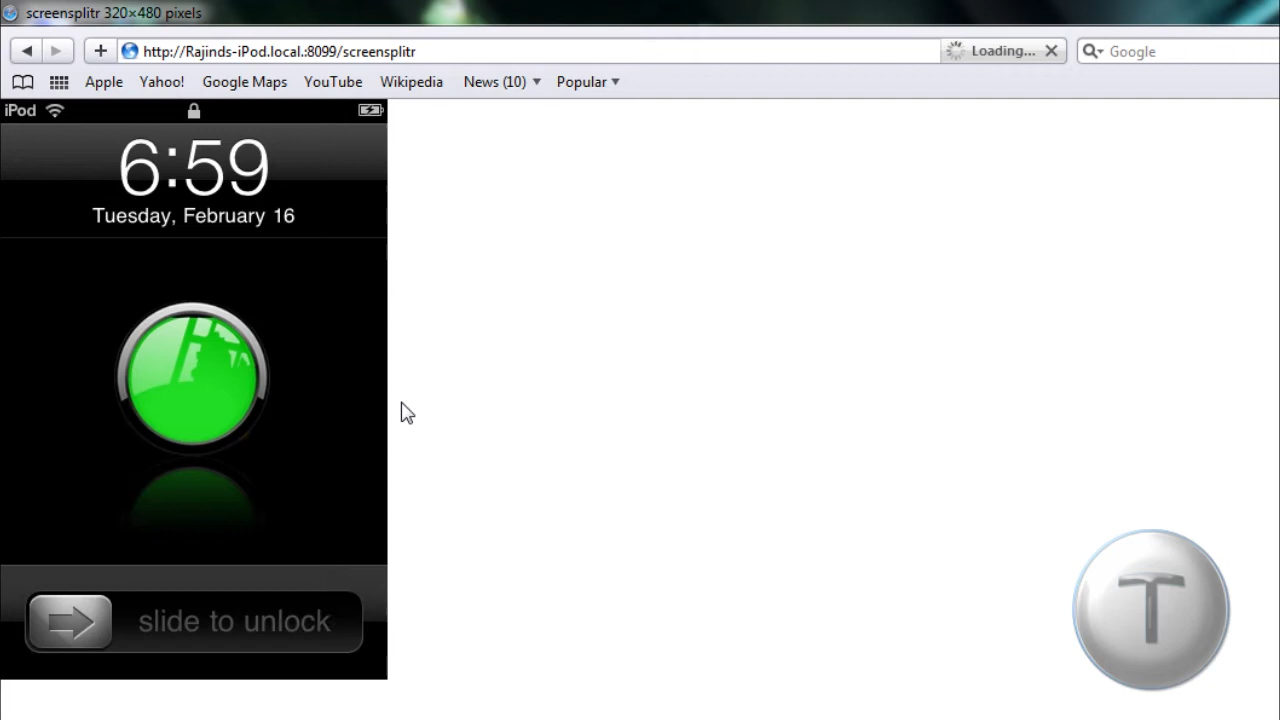 screensplitr 320×480 pixels
http://Rajinds-iPod.local.:8099/screensplitr
Loading...
Google
Apple
Yahoo!
Google Maps
YouTube
Wikipedia
News (10)
Popular
iPod
6:59
Tuesday, February 16
slide to unlock
T